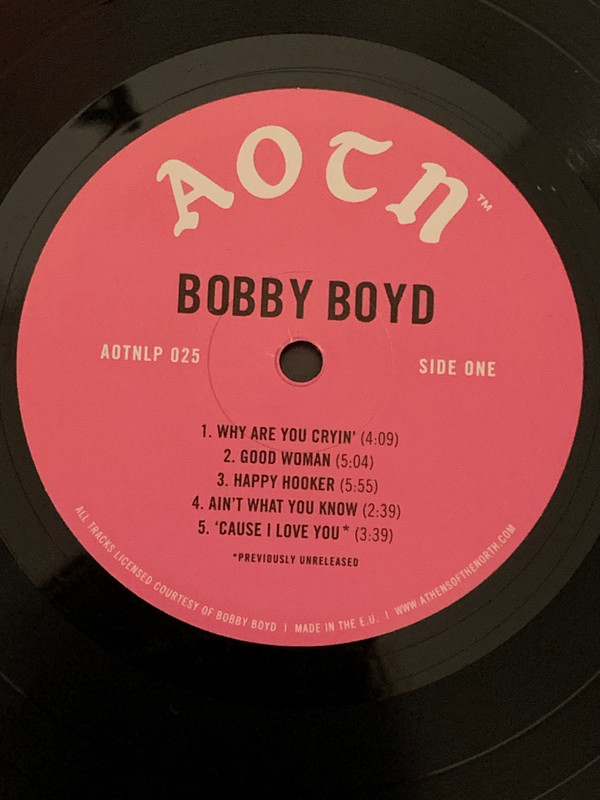 AOTN™
BOBBY BOYD
AOTNLP 025
SIDE ONE
1. WHY ARE YOU CRYIN' (4:09)
2. GOOD WOMAN (5:04)
3. HAPPY HOOKER (5:55)
4. AIN'T WHAT YOU KNOW (2:39)
5. 'CAUSE I LOVE YOU* (3:39)
*PREVIOUSLY UNRELEASED
ALL TRACKS LICENSED COURTESY OF BOBBY BOYD | MADE IN THE E.U. | WWW.ATHENSOFTHENORTH.COM